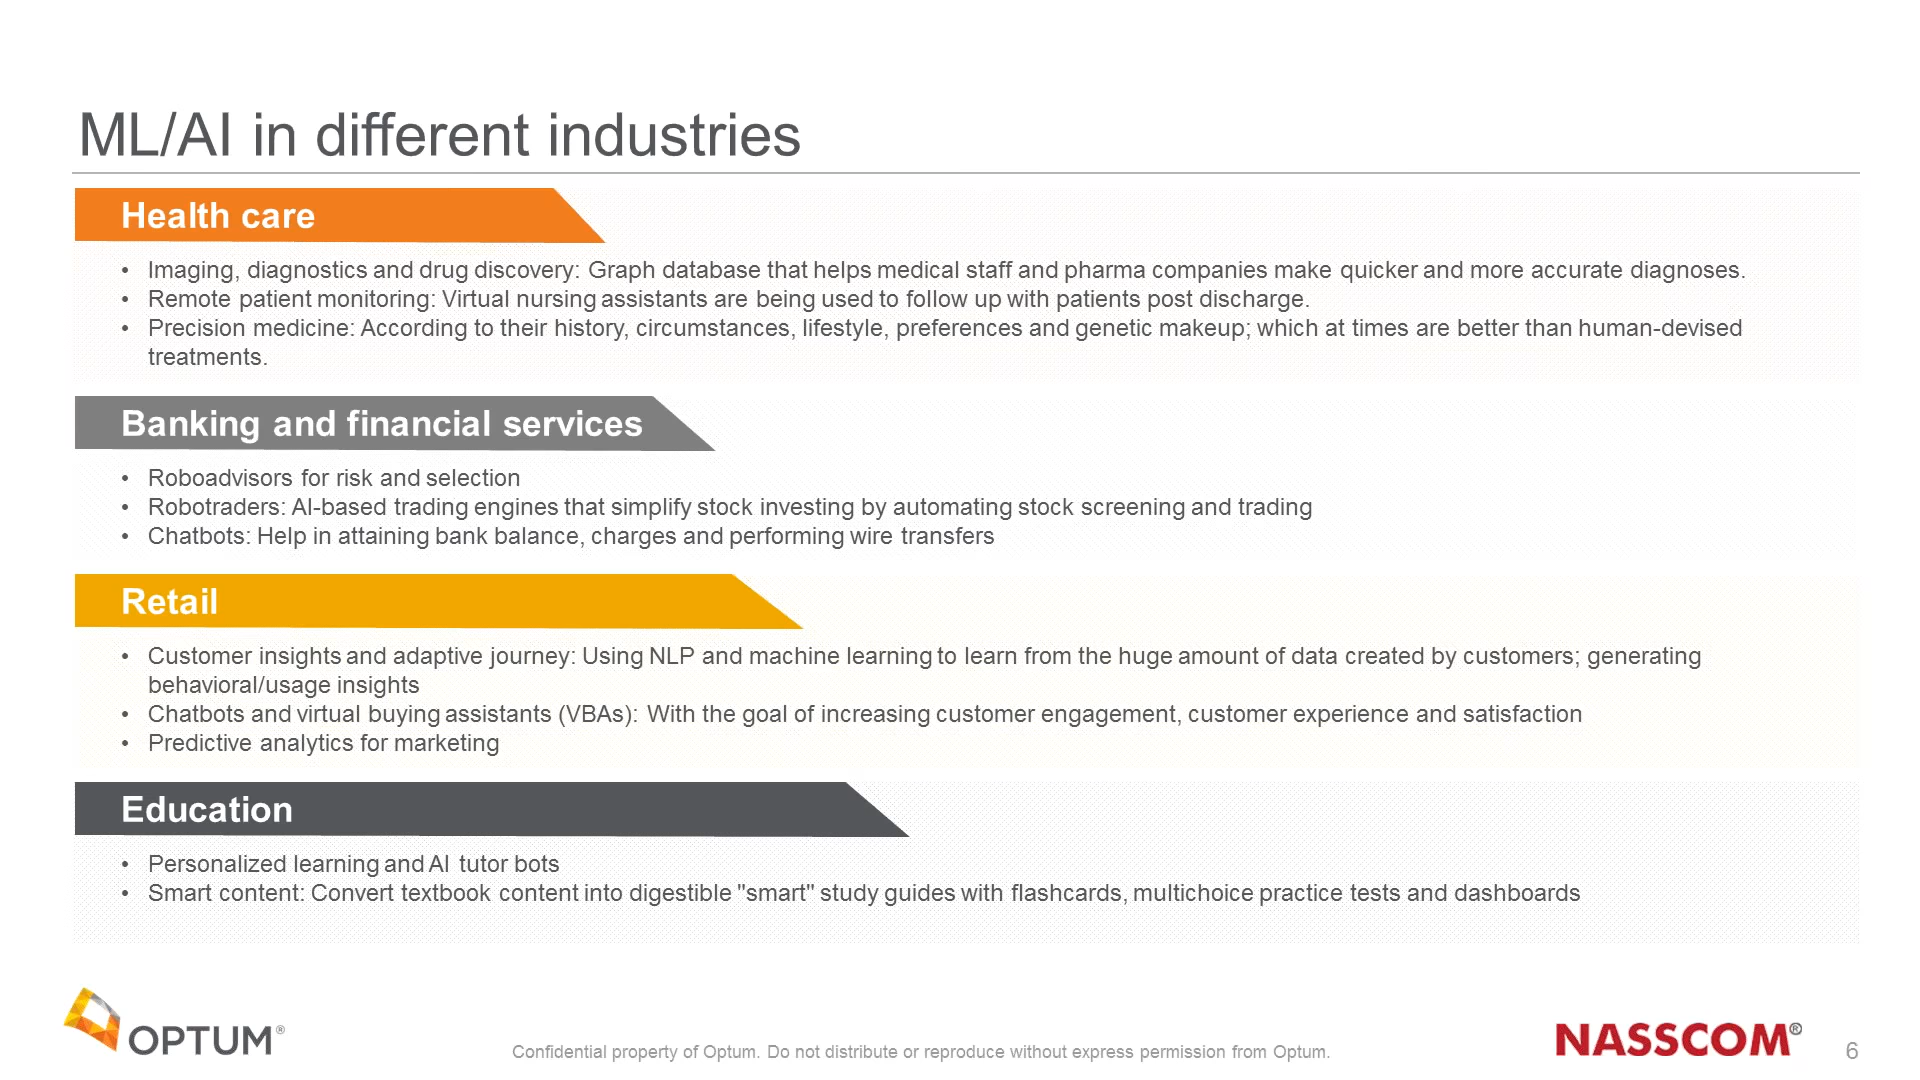 ML/AI in different industries
Health care
• Imaging, diagnostics and drug discovery: Graph database that helps medical staff and pharma companies make quicker and more accurate diagnoses.
• Remote patient monitoring: Virtual nursing assistants are being used to follow up with patients post discharge.
• Precision medicine: According to their history, circumstances, lifestyle, preferences and genetic makeup; which at times are better than human-devised
treatments.
Banking and financial services
• Roboadvisors for risk and selection
• Robotraders: AI-based trading engines that simplify stock investing by automating stock screening and trading
• Chatbots: Help in attaining bank balance, charges and performing wire transfers
Retail
• Customer insights and adaptive journey: Using NLP and machine learning to learn from the huge amount of data created by customers; generating
behavioral/usage insights
• Chatbots and virtual buying assistants (VBAs): With the goal of increasing customer engagement, customer experience and satisfaction
• Predictive analytics for marketing
Education
• Personalized learning and AI tutor bots
• Smart content: Convert textbook content into digestible "smart" study guides with flashcards, multichoice practice tests and dashboards
OPTUM®
Confidential property of Optum. Do not distribute or reproduce without express permission from Optum.
NASSCOM®
6